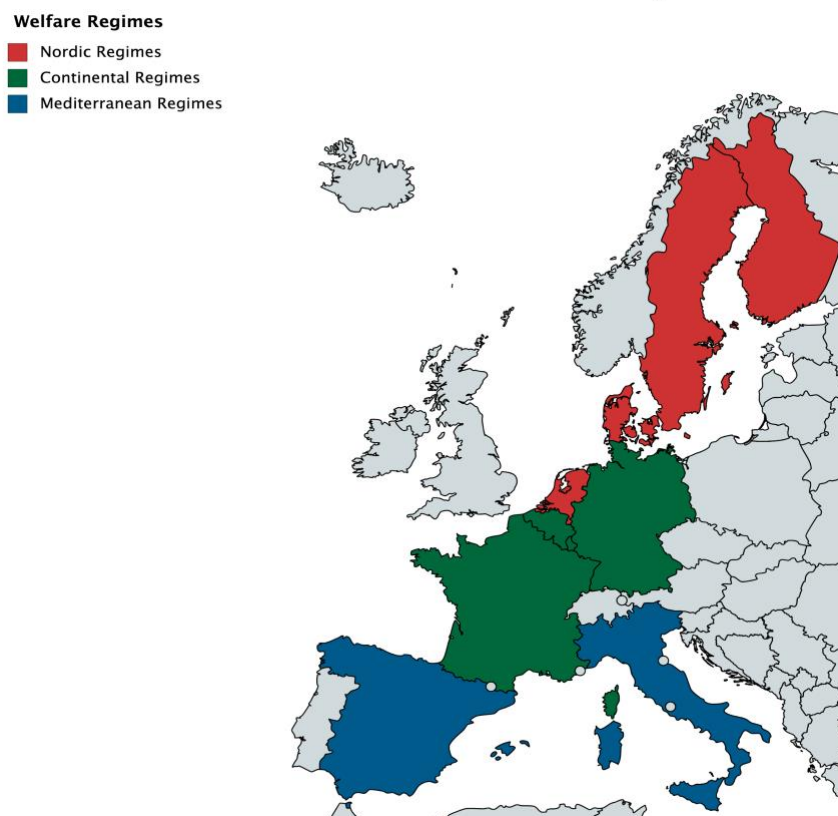 Welfare Regimes
Nordic Regimes
Continental Regimes
Mediterranean Regimes